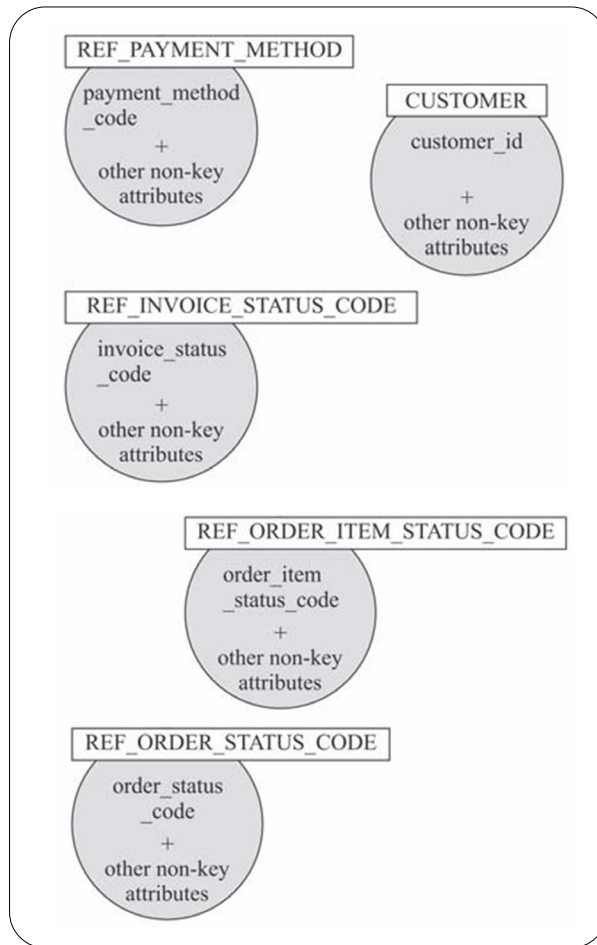 REF_PAYMENT_METHOD
payment_method
_code
+
other non-key
attributes
CUSTOMER
customer_id
+
other non-key
attributes
REF_INVOICE_STATUS_CODE
invoice_status
_code
+
other non-key
attributes
REF_ORDER_ITEM_STATUS_CODE
order_item
_status_code
+
other non-key
attributes
REF_ORDER_STATUS_CODE
order_status
_code
+
other non-key
attributes